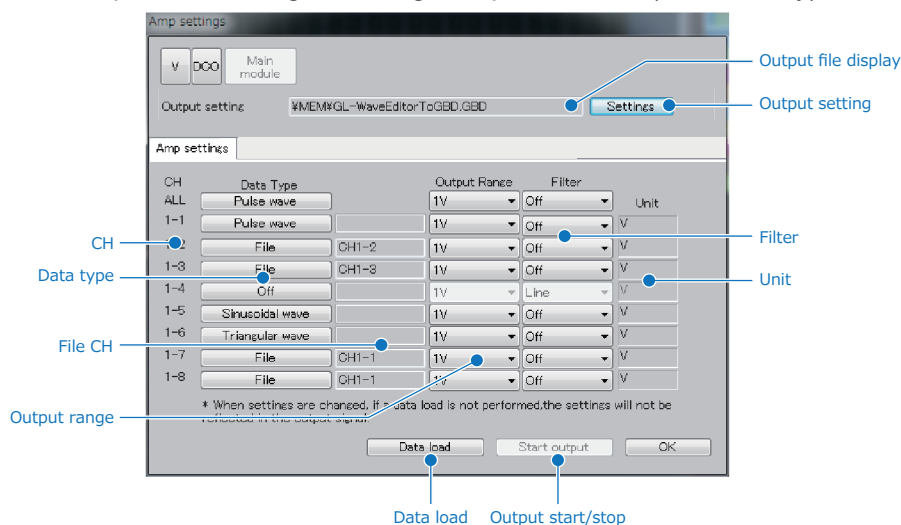 Amp settings
V DGO Main module
Output setting ¥MEM¥GL-WaveEditorToGBD.GBD Settings
Output file display
Output setting
Amp settings
CH Data Type Output Range Filter Unit
ALL Pulse wave 1V Off
1-1 Pulse wave 1V Off V
1-2 File CH1-2 1V Off V
1-3 File CH1-3 1V Off V
1-4 Off 1V Line V
1-5 Sinusoidal wave 1V Off V
1-6 Triangular wave 1V Off V
1-7 File CH1-1 1V Off V
1-8 File CH1-1 1V Off V
CH
Data type
File CH
Output range
Filter
Unit
* When settings are changed, if a data load is not performed,the settings will not be
reflected in the output signal.
Data load Start output OK
Data load Output start/stop